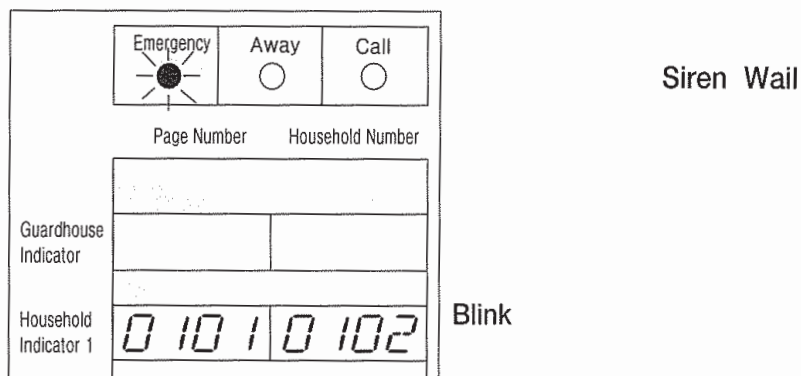 Emergency Away Call
Siren Wail
Page Number Household Number
Guardhouse
Indicator
Household
Indicator 1
0101 0102
Blink